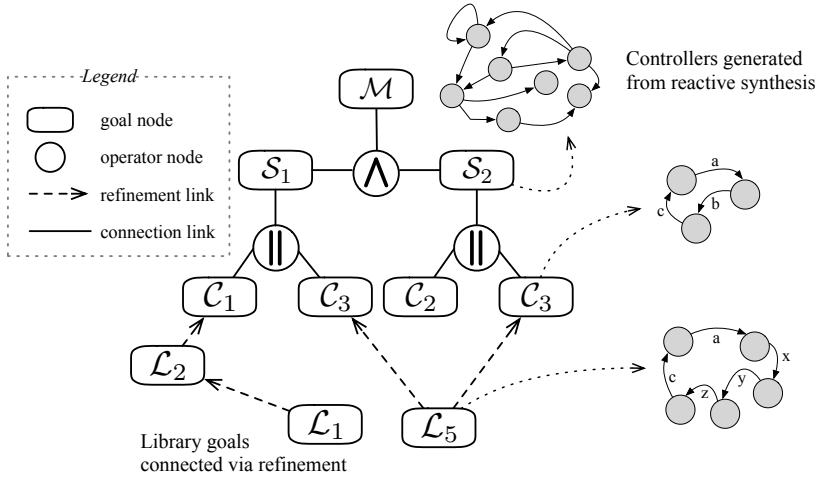 Legend
goal node
operator node
refinement link
connection link
Controllers generated
from reactive synthesis
ℳ
𝒮₁
∧
𝒮₂
||
||
𝒞₁
𝒞₃
𝒞₂
𝒞₃
ℒ₂
ℒ₁
ℒ₅
Library goals
connected via refinement
a
b
c
a
x
y
z
c